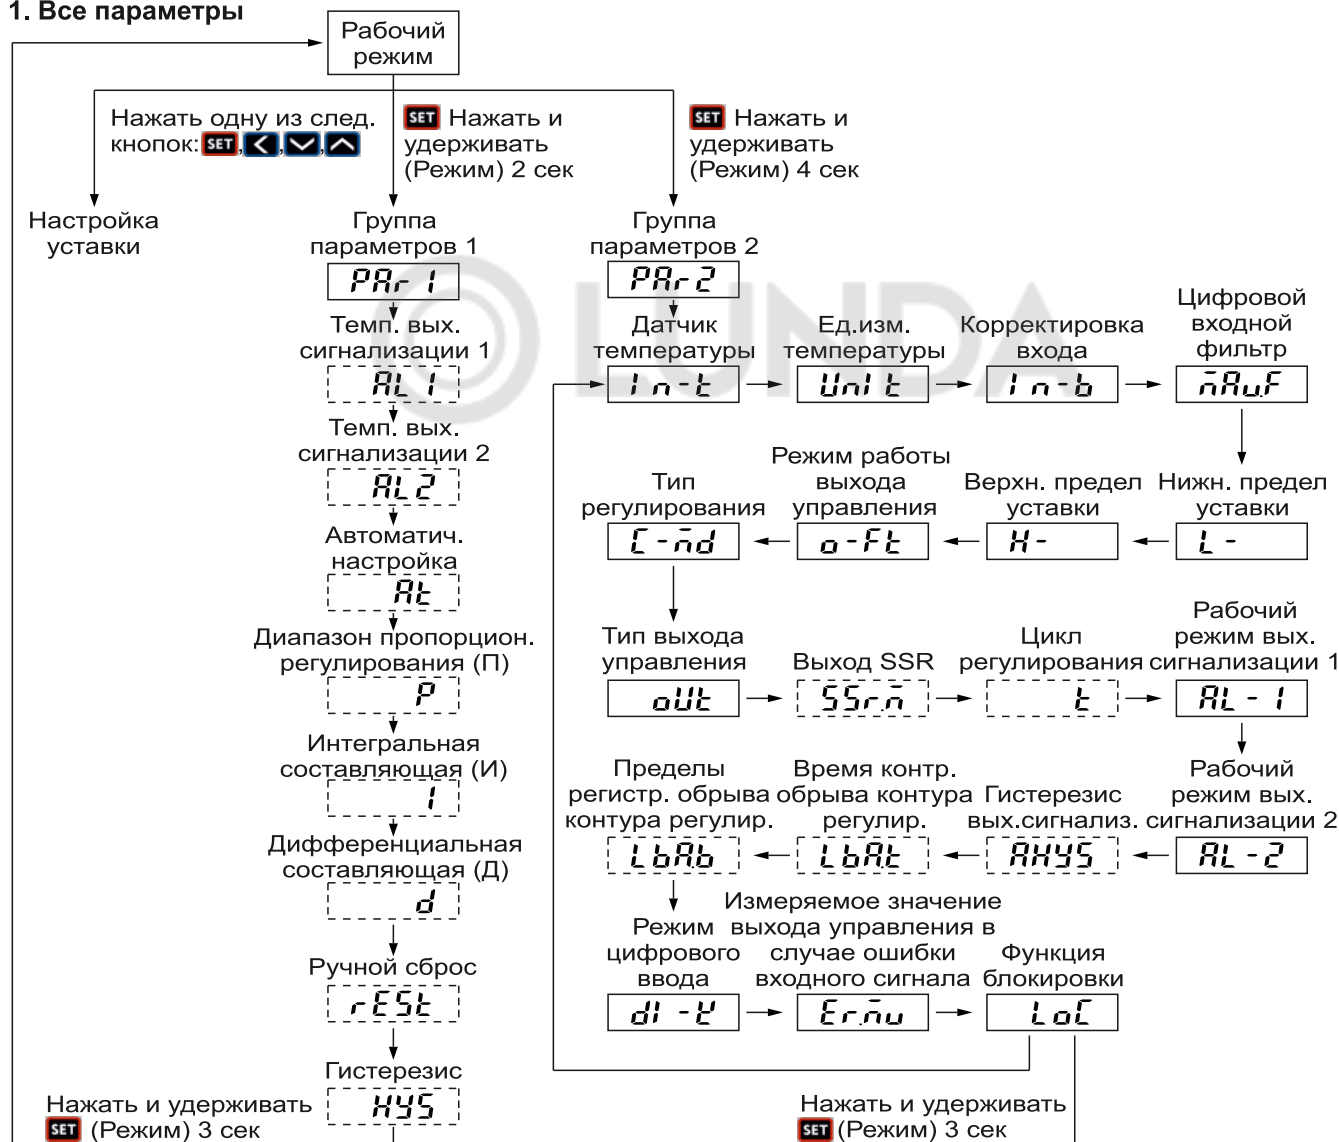 1. Все параметры
Рабочий
режим
Нажать одну из след.
кнопок: SET, <, ∨, ∧
SET Нажать и
удерживать
(Режим) 2 сек
SET Нажать и
удерживать
(Режим) 4 сек
Настройка
уставки
Группа
параметров 1
PAr 1
Темп. вых.
сигнализации 1
AL 1
Темп. вых.
сигнализации 2
AL2
Автоматич.
настройка
At
Диапазон пропорцион.
регулирования (П)
P
Интегральная
составляющая (И)
I
Дифференциальная
составляющая (Д)
d
Ручной сброс
rESt
Гистерезис
HYS
Нажать и удерживать
SET (Режим) 3 сек
Группа
параметров 2
PAr2
LUNDA
Датчик
температуры
In-t
Ед.изм.
температуры
UnIt
Корректировка
входа
In-b
Цифровой
входной
фильтр
mAu.F
Нижн. предел
уставки
L-
Верхн. предел
уставки
H-
Режим работы
выхода
управления
o-Ft
Тип
регулирования
C-md
Тип выхода
управления
oUt
Выход SSR
SSr.m
Цикл
регулирования
t
Рабочий
режим вых.
сигнализации 1
AL-1
Рабочий
режим вых.
сигнализации 2
AL-2
Гистерезис
вых.сигнализ.
AHYS
Время контр.
обрыва контура
регулир.
LbA.t
Пределы
регистр. обрыва
контура регулир.
LbA.b
Режим
цифрового
ввода
dI-K
Измеряемое значение
выхода управления в
случае ошибки
входного сигнала
Er.mu
Функция
блокировки
LoC
Нажать и удерживать
SET (Режим) 3 сек